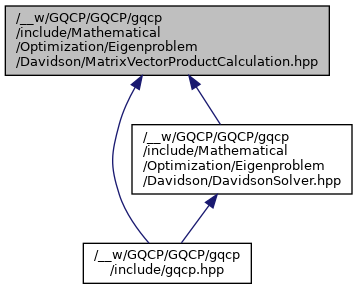 /__w/GQCP/GQCP/gqcp
/include/Mathematical
/Optimization/Eigenproblem
/Davidson/MatrixVectorProductCalculation.hpp
/__w/GQCP/GQCP/gqcp
/include/Mathematical
/Optimization/Eigenproblem
/Davidson/DavidsonSolver.hpp
/__w/GQCP/GQCP/gqcp
/include/gqcp.hpp